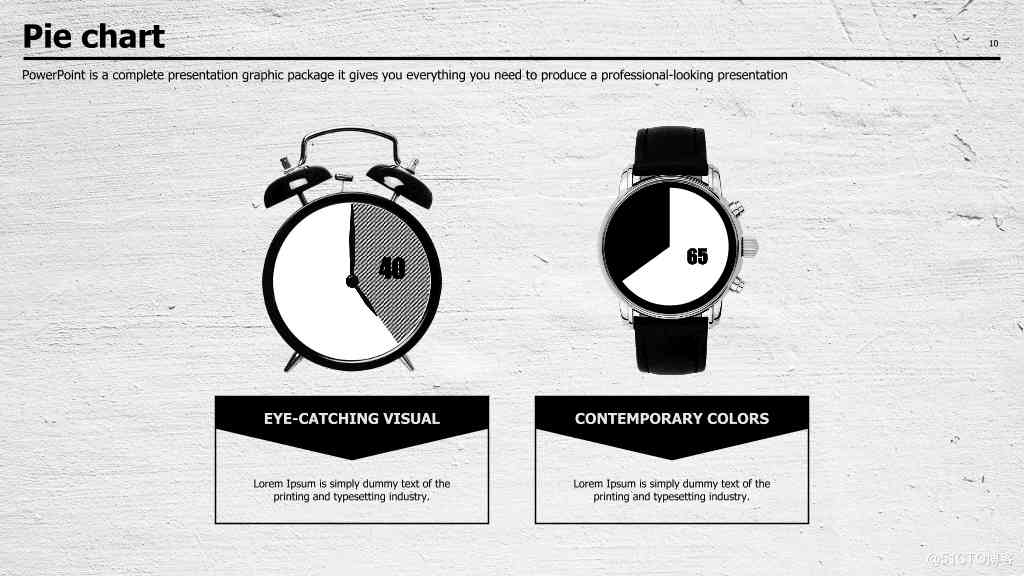 Pie chart
10
PowerPoint is a complete presentation graphic package it gives you everything you need to produce a professional-looking presentation
40
65
EYE-CATCHING VISUAL
Lorem Ipsum is simply dummy text of the
printing and typesetting industry.
CONTEMPORARY COLORS
Lorem Ipsum is simply dummy text of the
printing and typesetting industry.
@51CTO博客